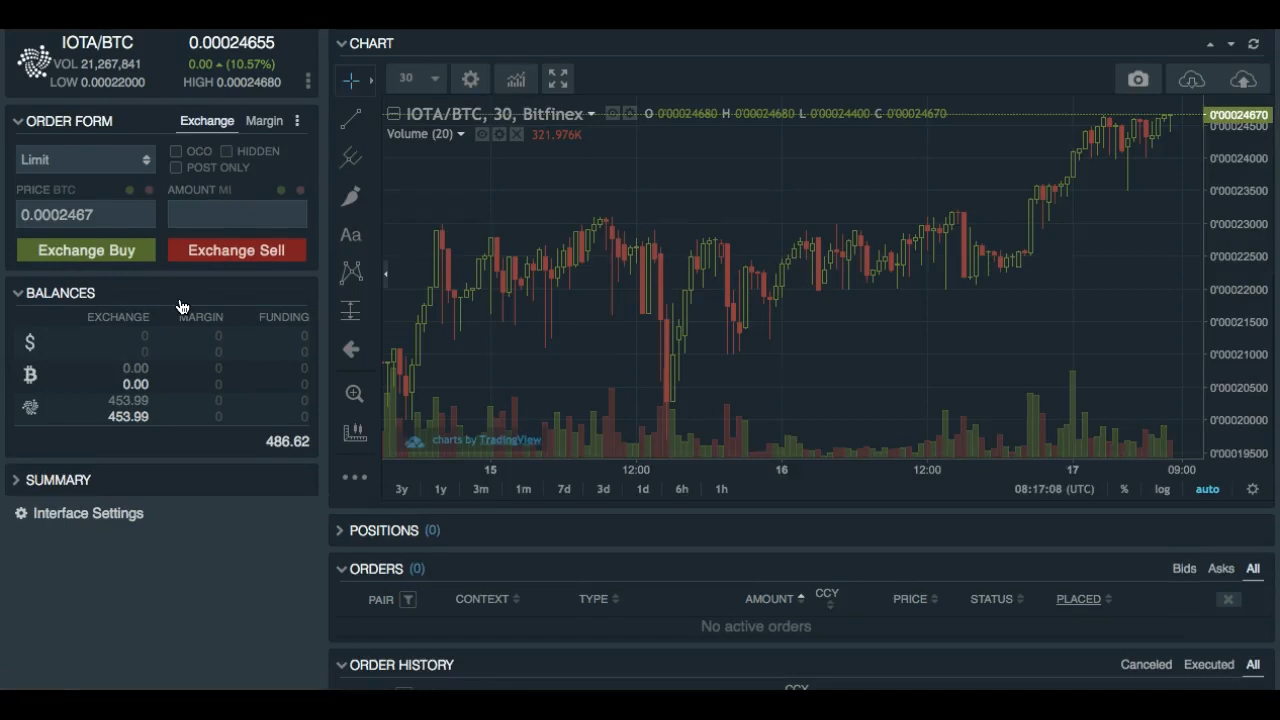 IOTA/BTC 0.00024655
VOL 21,267,841 0.00 (10.57%)
LOW 0.00022000 HIGH 0.00024680
ORDER FORM Exchange Margin
Limit OCO HIDDEN
POST ONLY
PRICE BTC AMOUNT MI
0.0002467
Exchange Buy Exchange Sell
BALANCES
EXCHANGE MARGIN FUNDING
$ 0 0 0
0 0 0
0.00 0 0
0.00 0 0
453.99 0 0
453.99 0 0
486.62
SUMMARY
Interface Settings
CHART
30
IOTA/BTC, 30, Bitfinex O 0'00024680 H 0'00024680 L 0'00024400 C 0'00024670
Volume (20) 321.976K
Aa
0'00024670
0'00024500
0'00024000
0'00023500
0'00023000
0'00022500
0'00022000
0'00021500
0'00021000
0'00020500
0'00020000
0'00019500
charts by TradingView
15 12:00 16 12:00 17 09:00
3y 1y 3m 1m 7d 3d 1d 6h 1h 08:17:08 (UTC) % log auto
POSITIONS (0)
ORDERS (0) Bids Asks All
PAIR CONTEXT TYPE AMOUNT CCY PRICE STATUS PLACED
No active orders
ORDER HISTORY Canceled Executed All
CCY